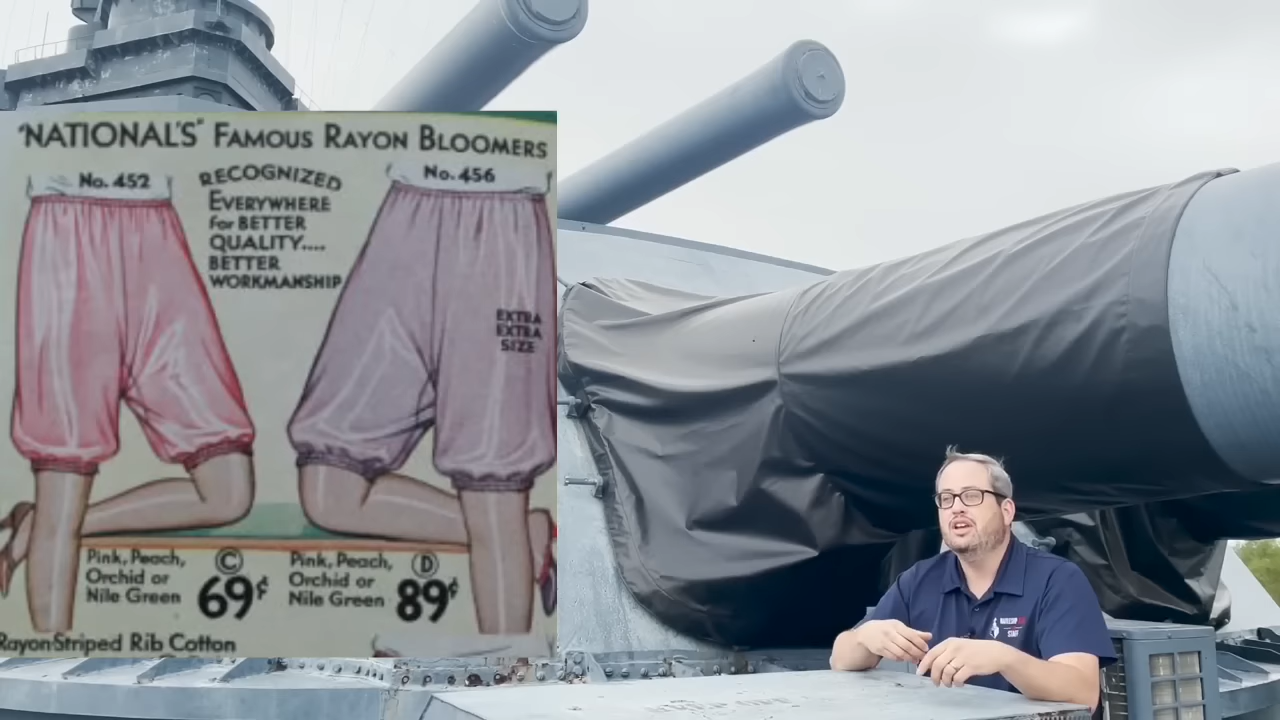 "NATIONAL'S" FAMOUS RAYON BLOOMERS
No. 452
No. 456
RECOGNIZED
EVERYWHERE
for BETTER
QUALITY....
BETTER
WORKMANSHIP
EXTRA
EXTRA
SIZE
Pink, Peach,
Orchid or
Nile Green
C
69¢
Pink, Peach,
Orchid or
Nile Green
D
89¢
Rayon Striped Rib Cotton
STAFF